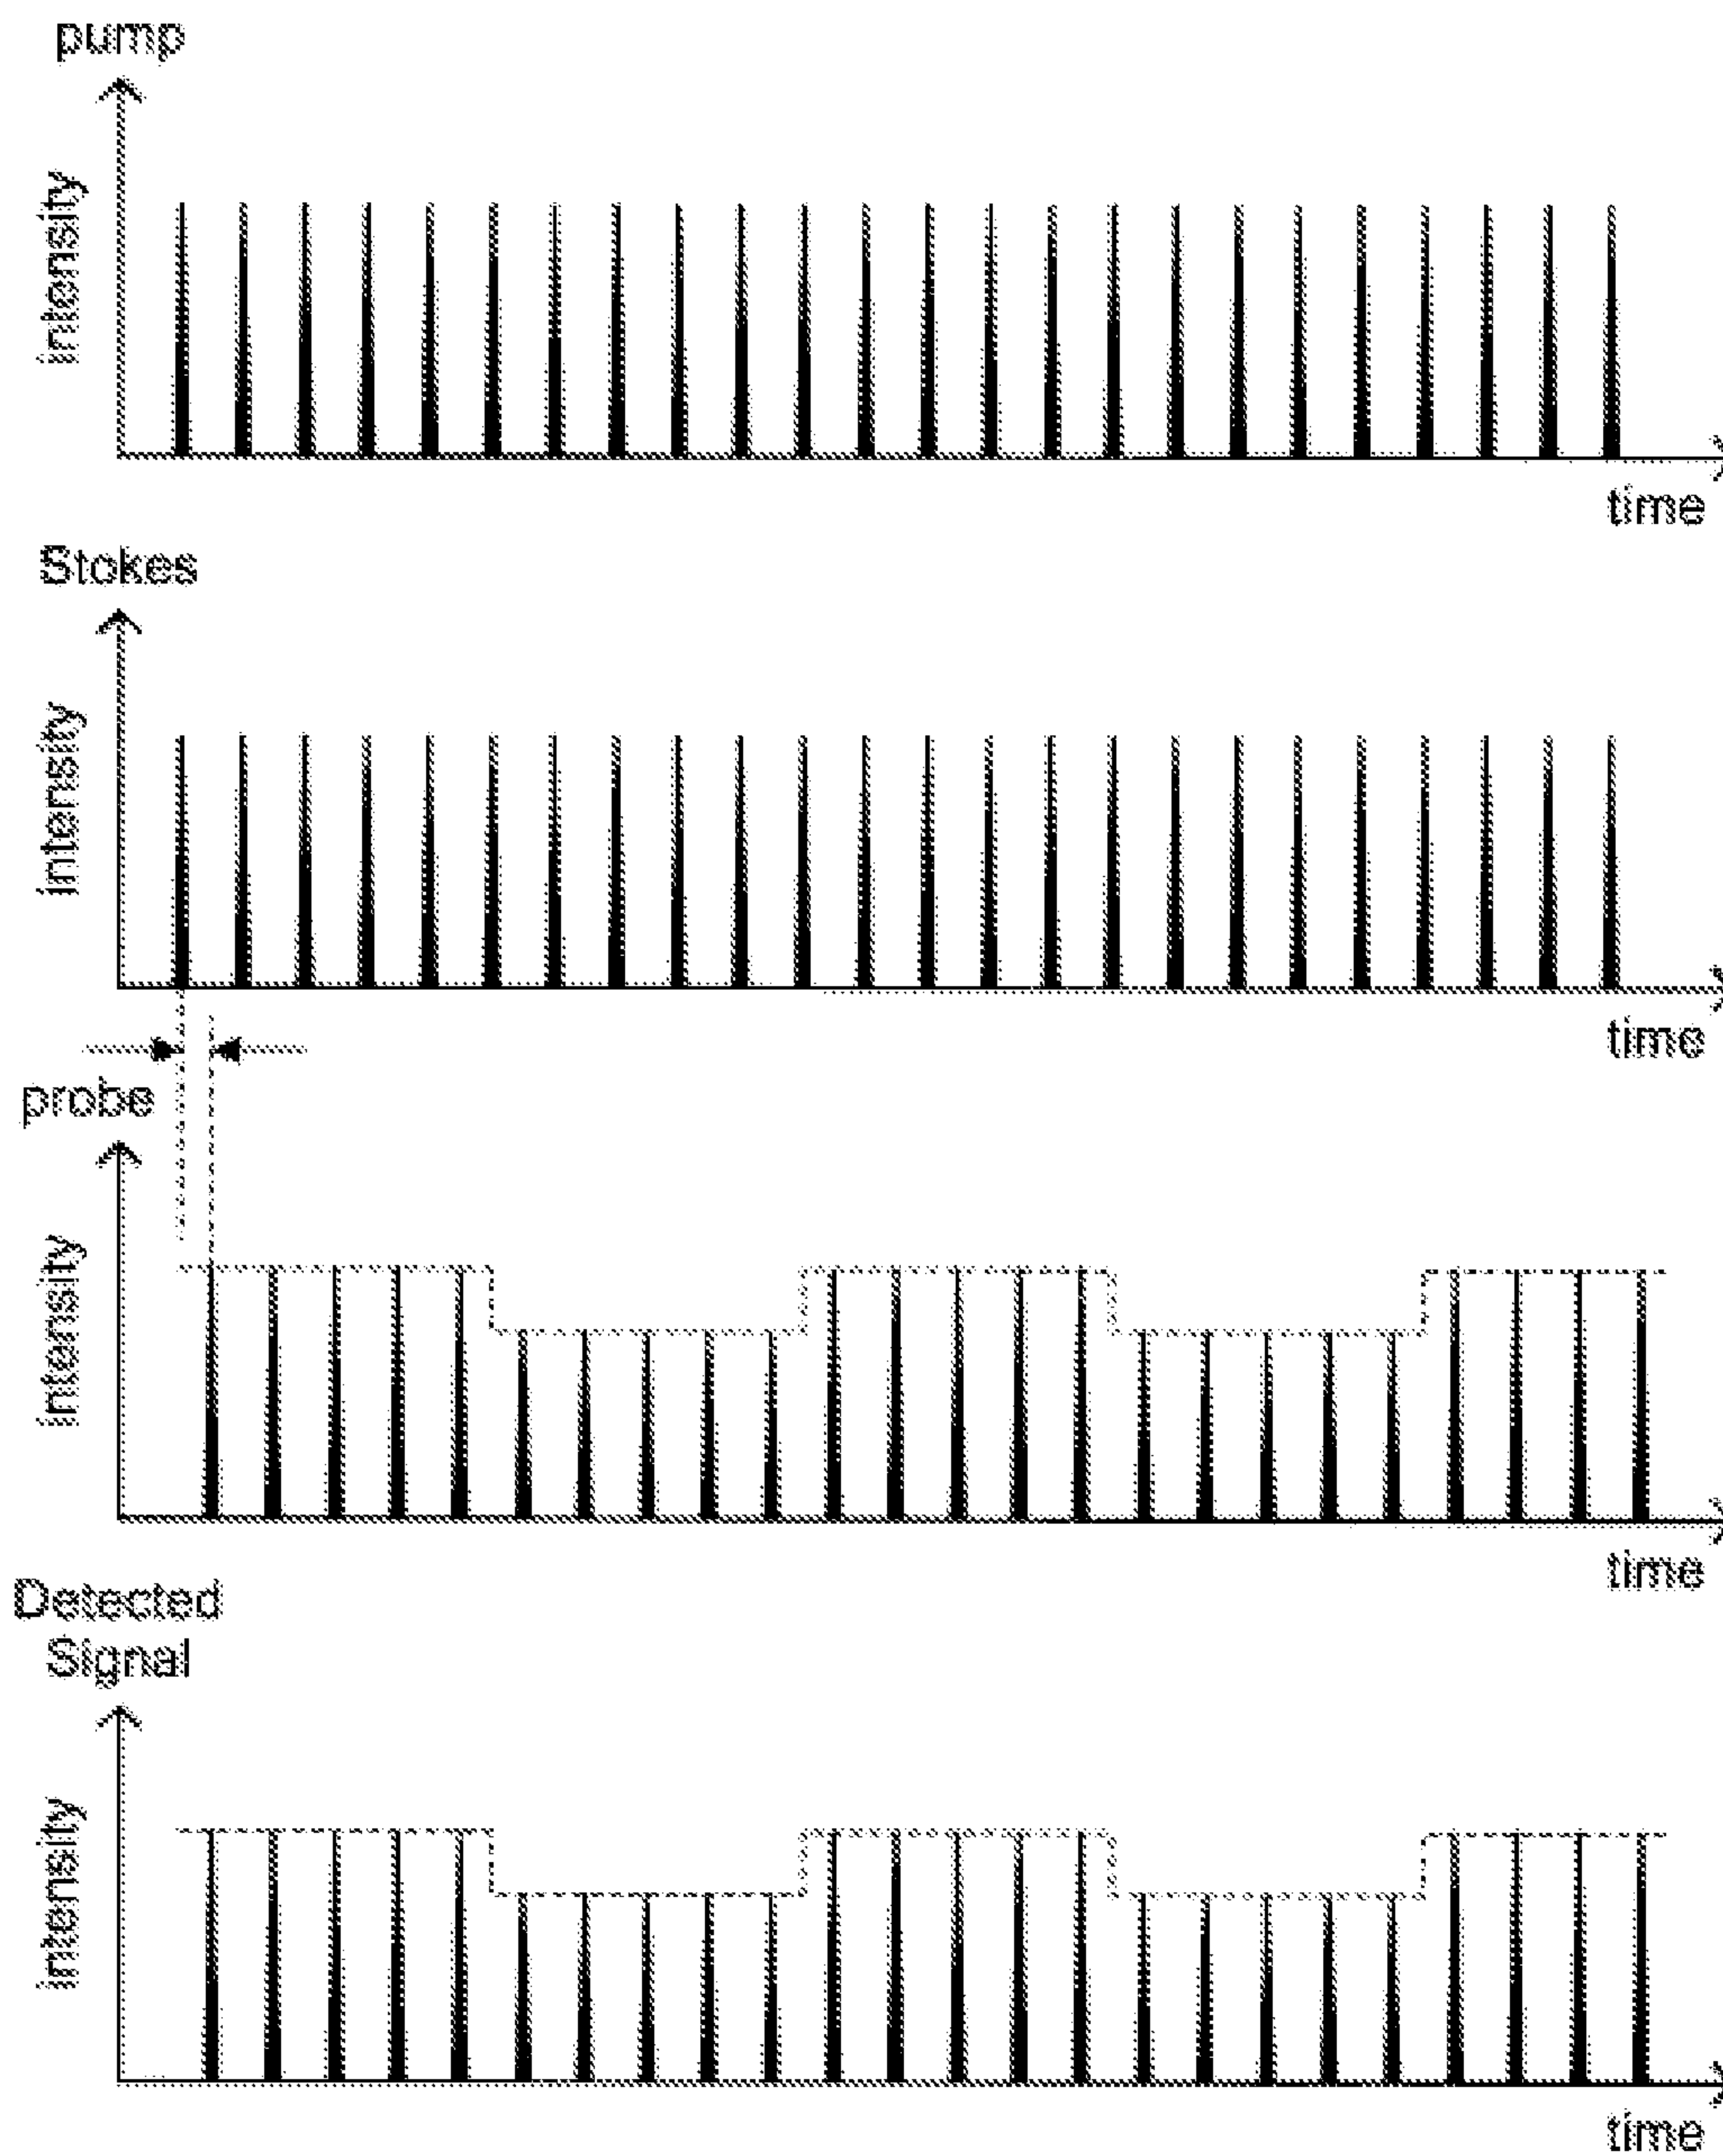 pump
intensity
time
Stokes
intensity
time
probe
intensity
time
Detected
Signal
intensity
time